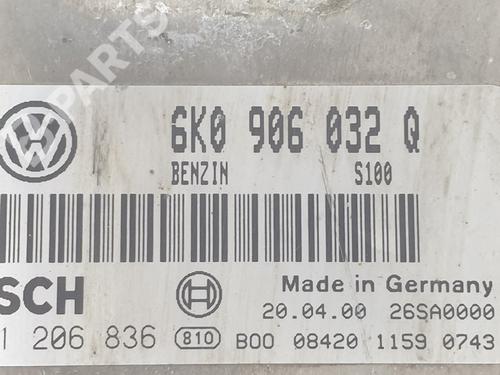 6K0 906 032 Q
BENZIN S100
SCH
Made in Germany
20.04.00 26SA0000
1 206 836 810 B00 08420 1159 0743